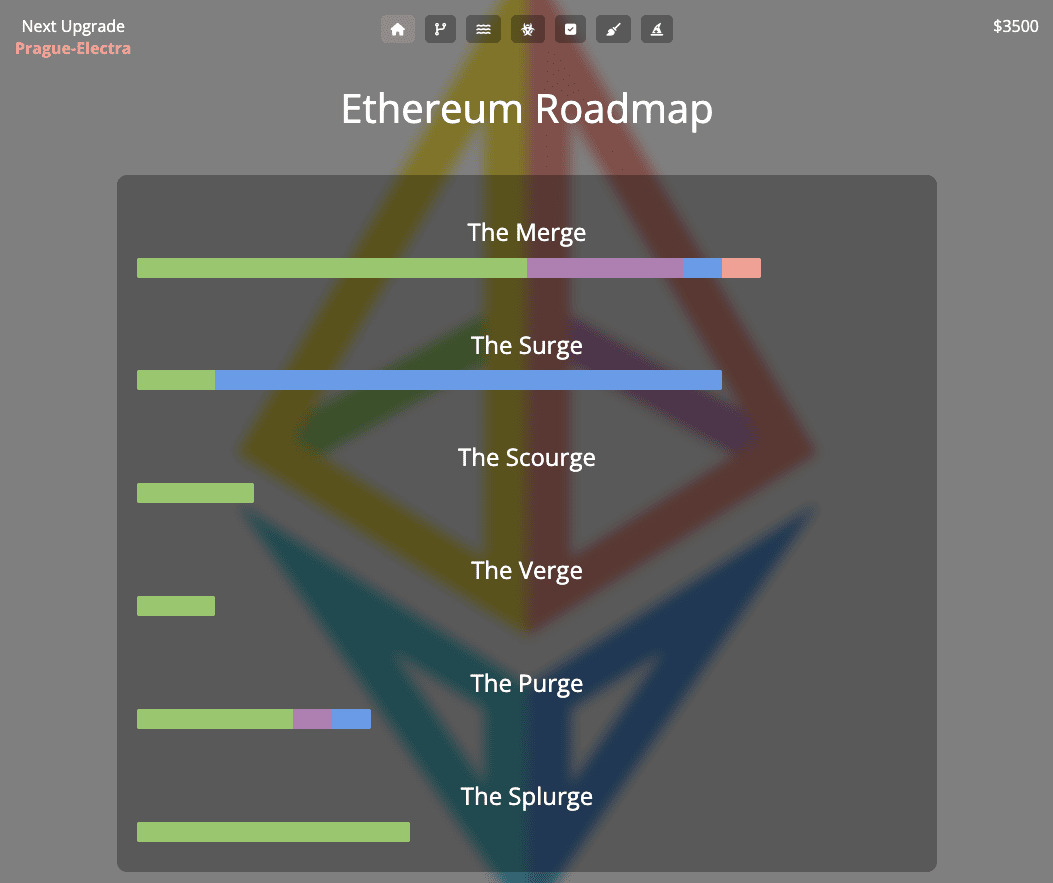 Next Upgrade
Prague-Electra
$3500
Ethereum Roadmap
The Merge
The Surge
The Scourge
The Verge
The Purge
The Splurge